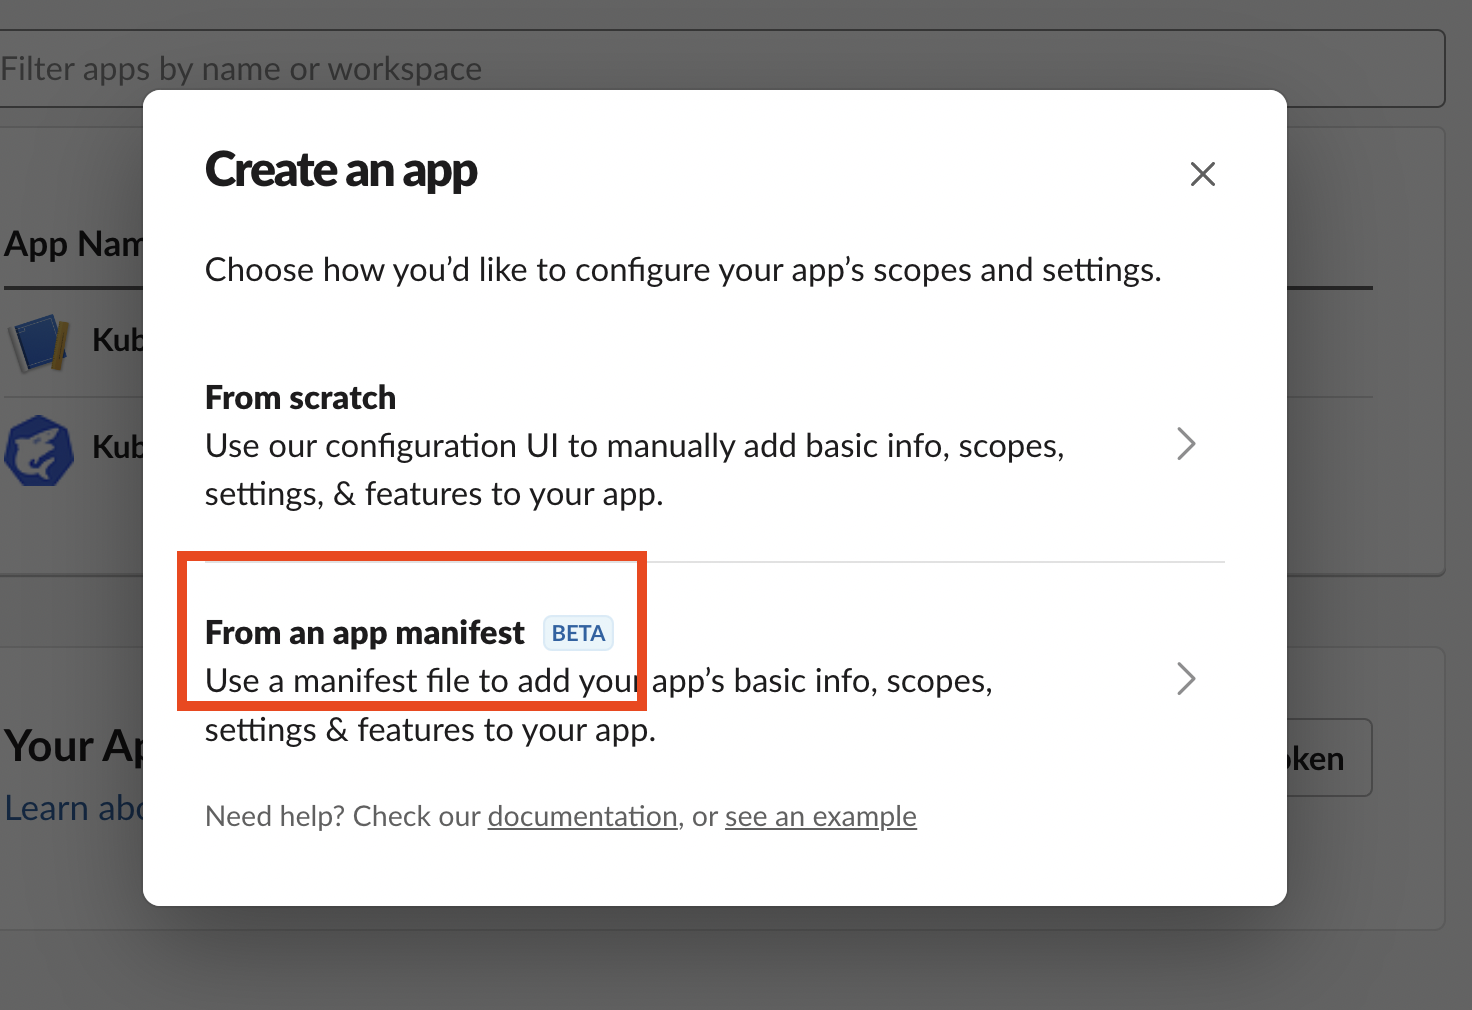 Filter apps by name or workspace
Create an app
Choose how you’d like to configure your app’s scopes and settings.
App Nam
Kub
From scratch
Use our configuration UI to manually add basic info, scopes,
settings, & features to your app.
Kub
From an app manifest BETA
Use a manifest file to add your app’s basic info, scopes,
settings & features to your app.
Your Ap
oken
Learn abo
Need help? Check our documentation, or see an example